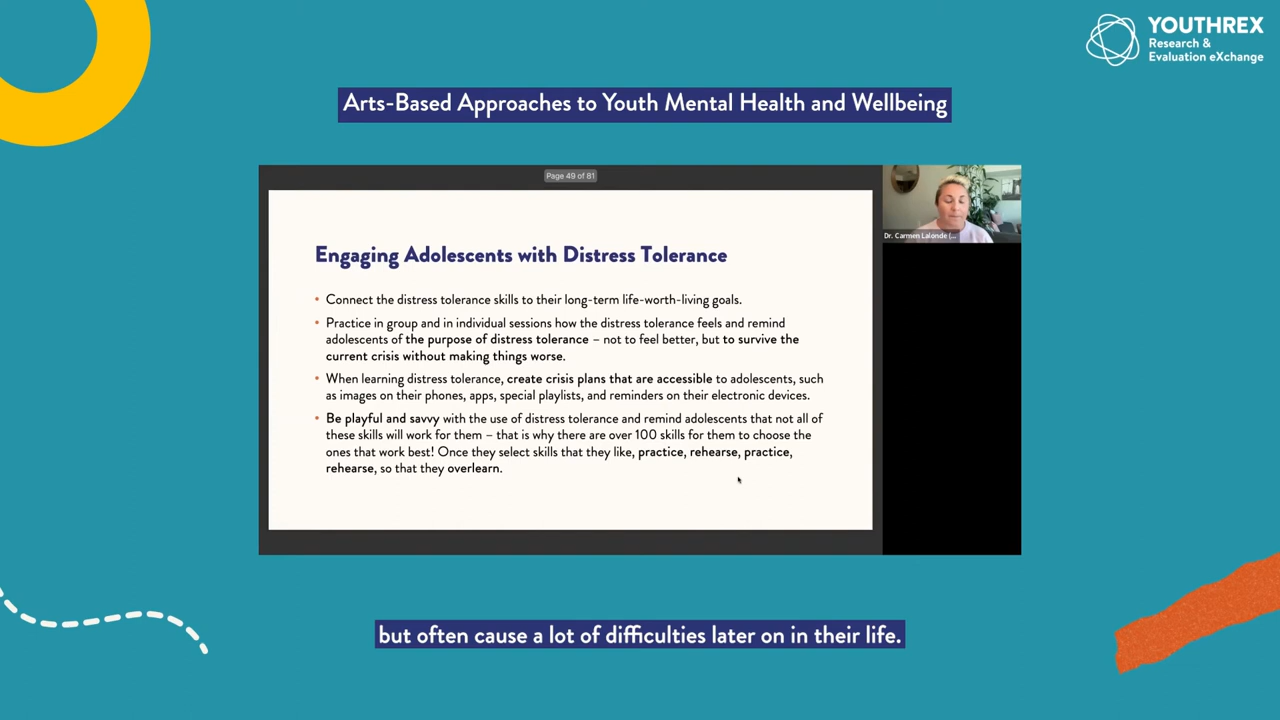 YOUTHREX
Research &
Evaluation eXchange
Arts-Based Approaches to Youth Mental Health and Wellbeing
Page 49 of 81
Dr. Carmen Lalonde (...
Engaging Adolescents with Distress Tolerance
• Connect the distress tolerance skills to their long-term life-worth-living goals.
• Practice in group and in individual sessions how the distress tolerance feels and remind
adolescents of the purpose of distress tolerance – not to feel better, but to survive the
current crisis without making things worse.
• When learning distress tolerance, create crisis plans that are accessible to adolescents, such
as images on their phones, apps, special playlists, and reminders on their electronic devices.
• Be playful and savvy with the use of distress tolerance and remind adolescents that not all of
these skills will work for them – that is why there are over 100 skills for them to choose the
ones that work best! Once they select skills that they like, practice, rehearse, practice,
rehearse, so that they overlearn.
but often cause a lot of difficulties later on in their life.